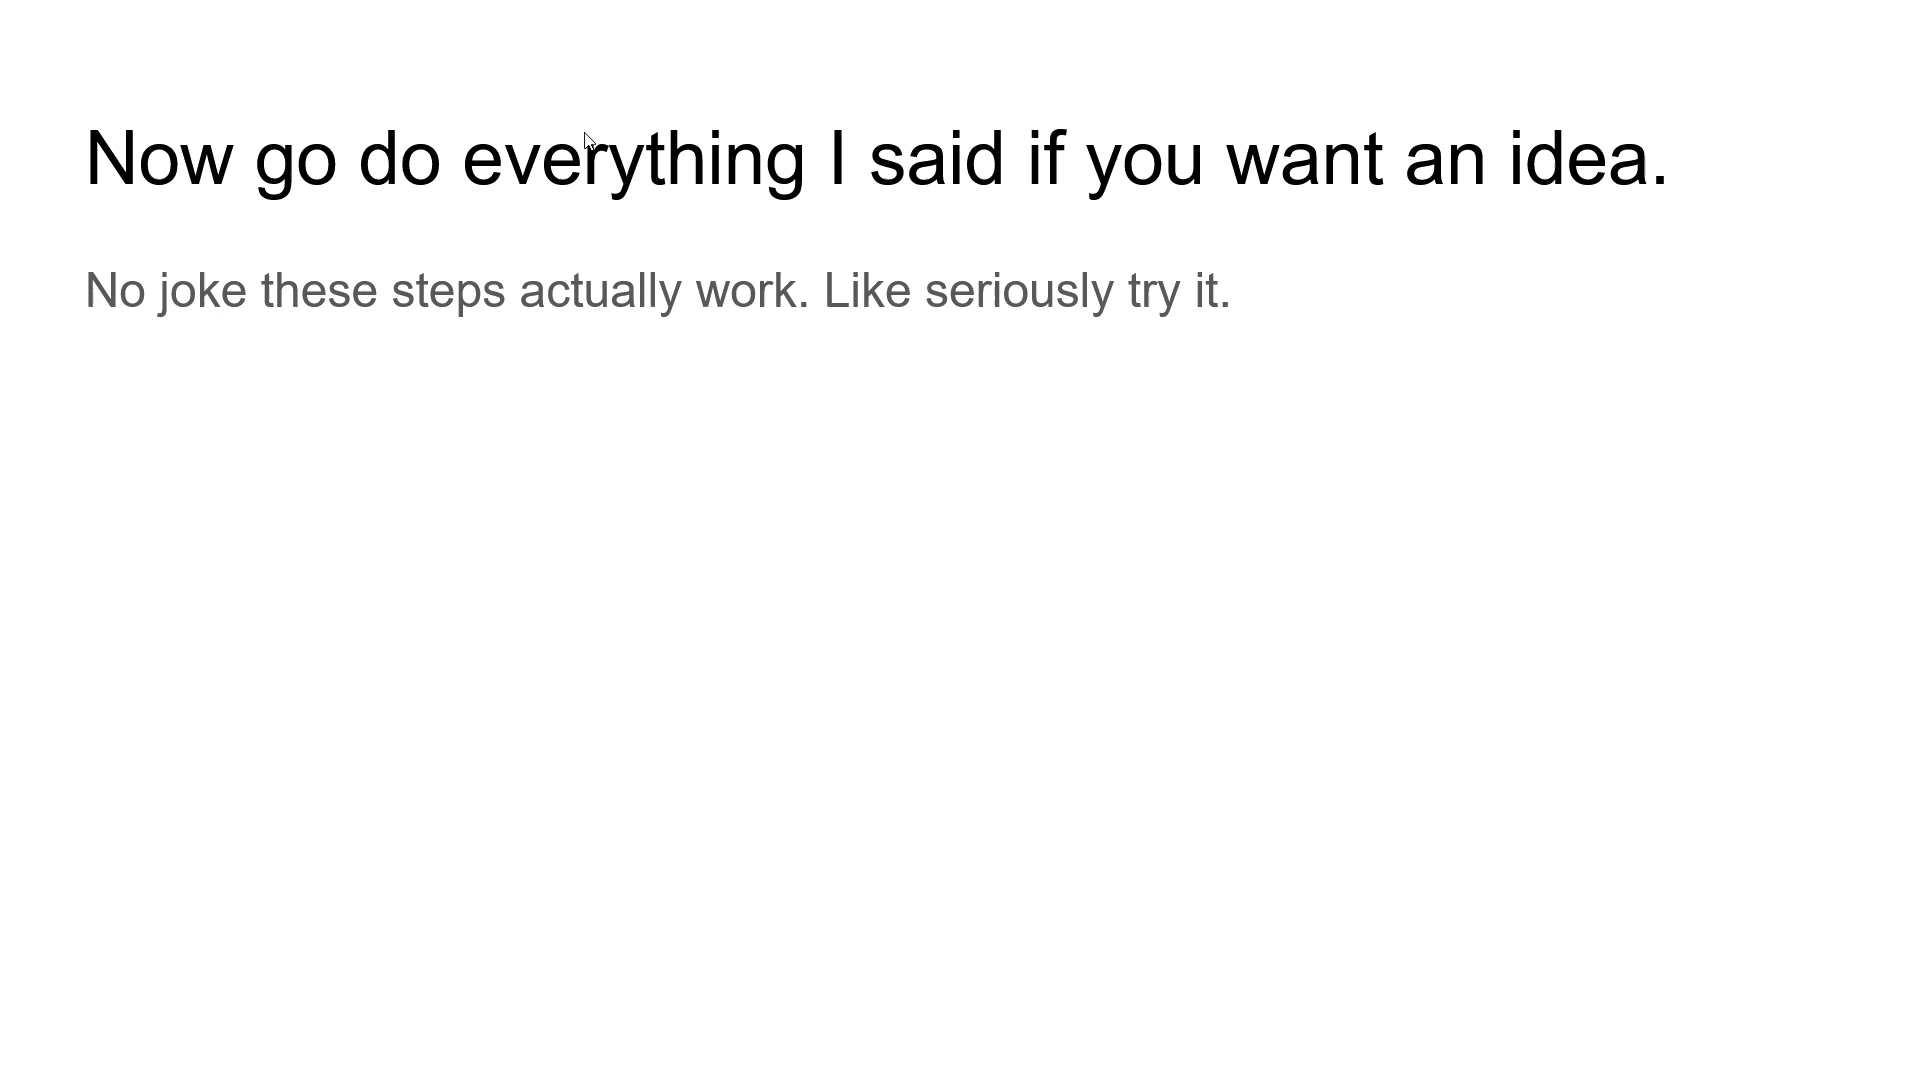 Now go do everything I said if you want an idea.
No joke these steps actually work. Like seriously try it.